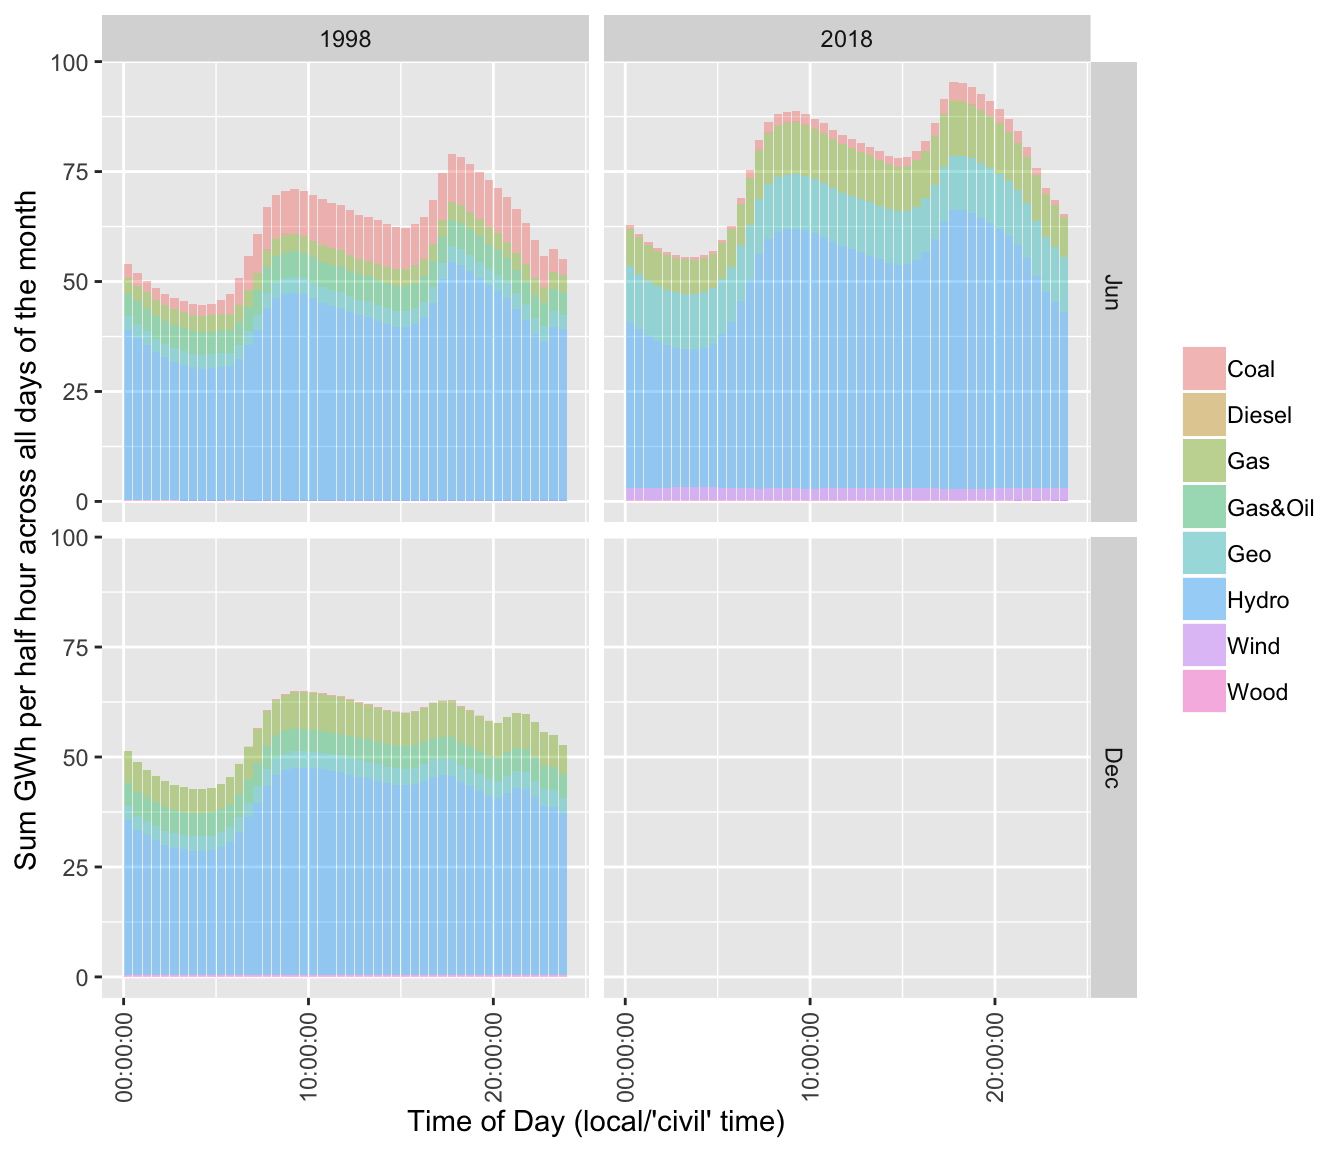 1998
2018
100
75
50
25
0
Jun
100
75
50
25
0
Dec
00:00:00
10:00:00
20:00:00
00:00:00
10:00:00
20:00:00
Time of Day (local/'civil' time)
Sum GWh per half hour across all days of the month
Coal
Diesel
Gas
Gas&Oil
Geo
Hydro
Wind
Wood